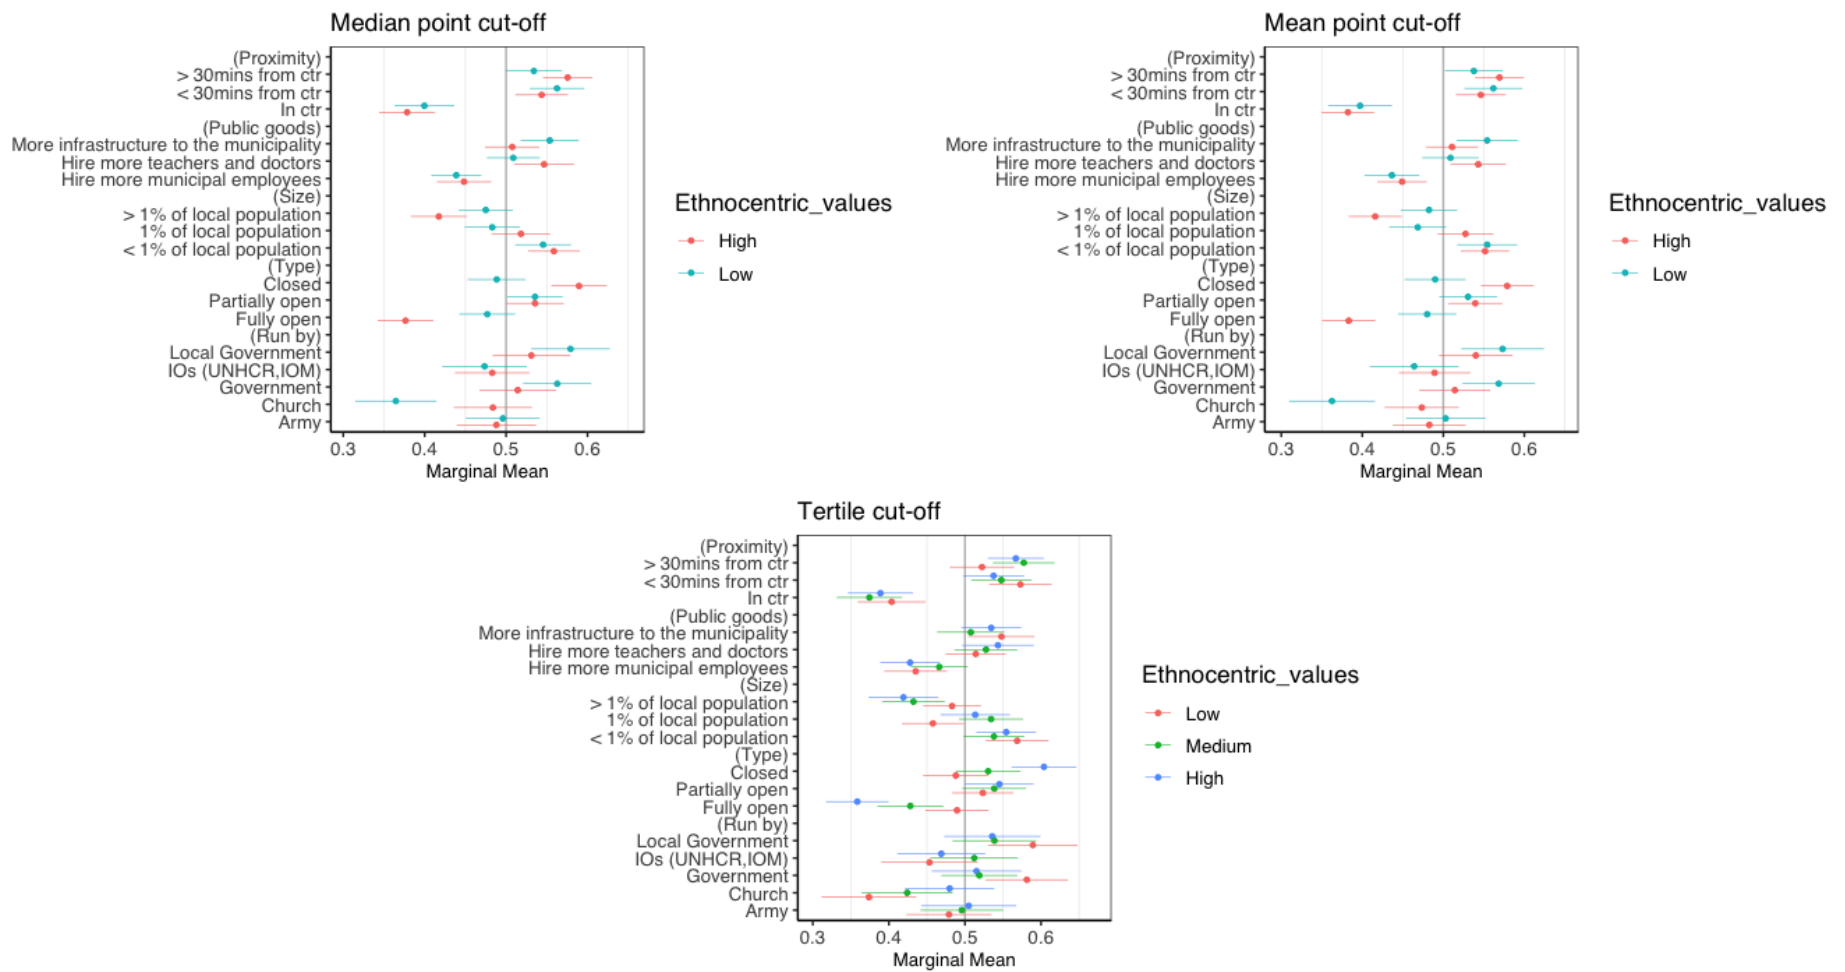 Median point cut-off
(Proximity)
> 30mins from ctr
< 30mins from ctr
In ctr
(Public goods)
More infrastructure to the municipality
Hire more teachers and doctors
Hire more municipal employees
(Size)
> 1% of local population
1% of local population
< 1% of local population
(Type)
Closed
Partially open
Fully open
(Run by)
Local Government
IOs (UNHCR,IOM)
Government
Church
Army
0.3 0.4 0.5 0.6
Marginal Mean
Ethnocentric_values
High
Low
Mean point cut-off
(Proximity)
> 30mins from ctr
< 30mins from ctr
In ctr
(Public goods)
More infrastructure to the municipality
Hire more teachers and doctors
Hire more municipal employees
(Size)
> 1% of local population
1% of local population
< 1% of local population
(Type)
Closed
Partially open
Fully open
(Run by)
Local Government
IOs (UNHCR,IOM)
Government
Church
Army
0.3 0.4 0.5 0.6
Marginal Mean
Ethnocentric_values
High
Low
Tertile cut-off
(Proximity)
> 30mins from ctr
< 30mins from ctr
In ctr
(Public goods)
More infrastructure to the municipality
Hire more teachers and doctors
Hire more municipal employees
(Size)
> 1% of local population
1% of local population
< 1% of local population
(Type)
Closed
Partially open
Fully open
(Run by)
Local Government
IOs (UNHCR,IOM)
Government
Church
Army
0.3 0.4 0.5 0.6
Marginal Mean
Ethnocentric_values
Low
Medium
High